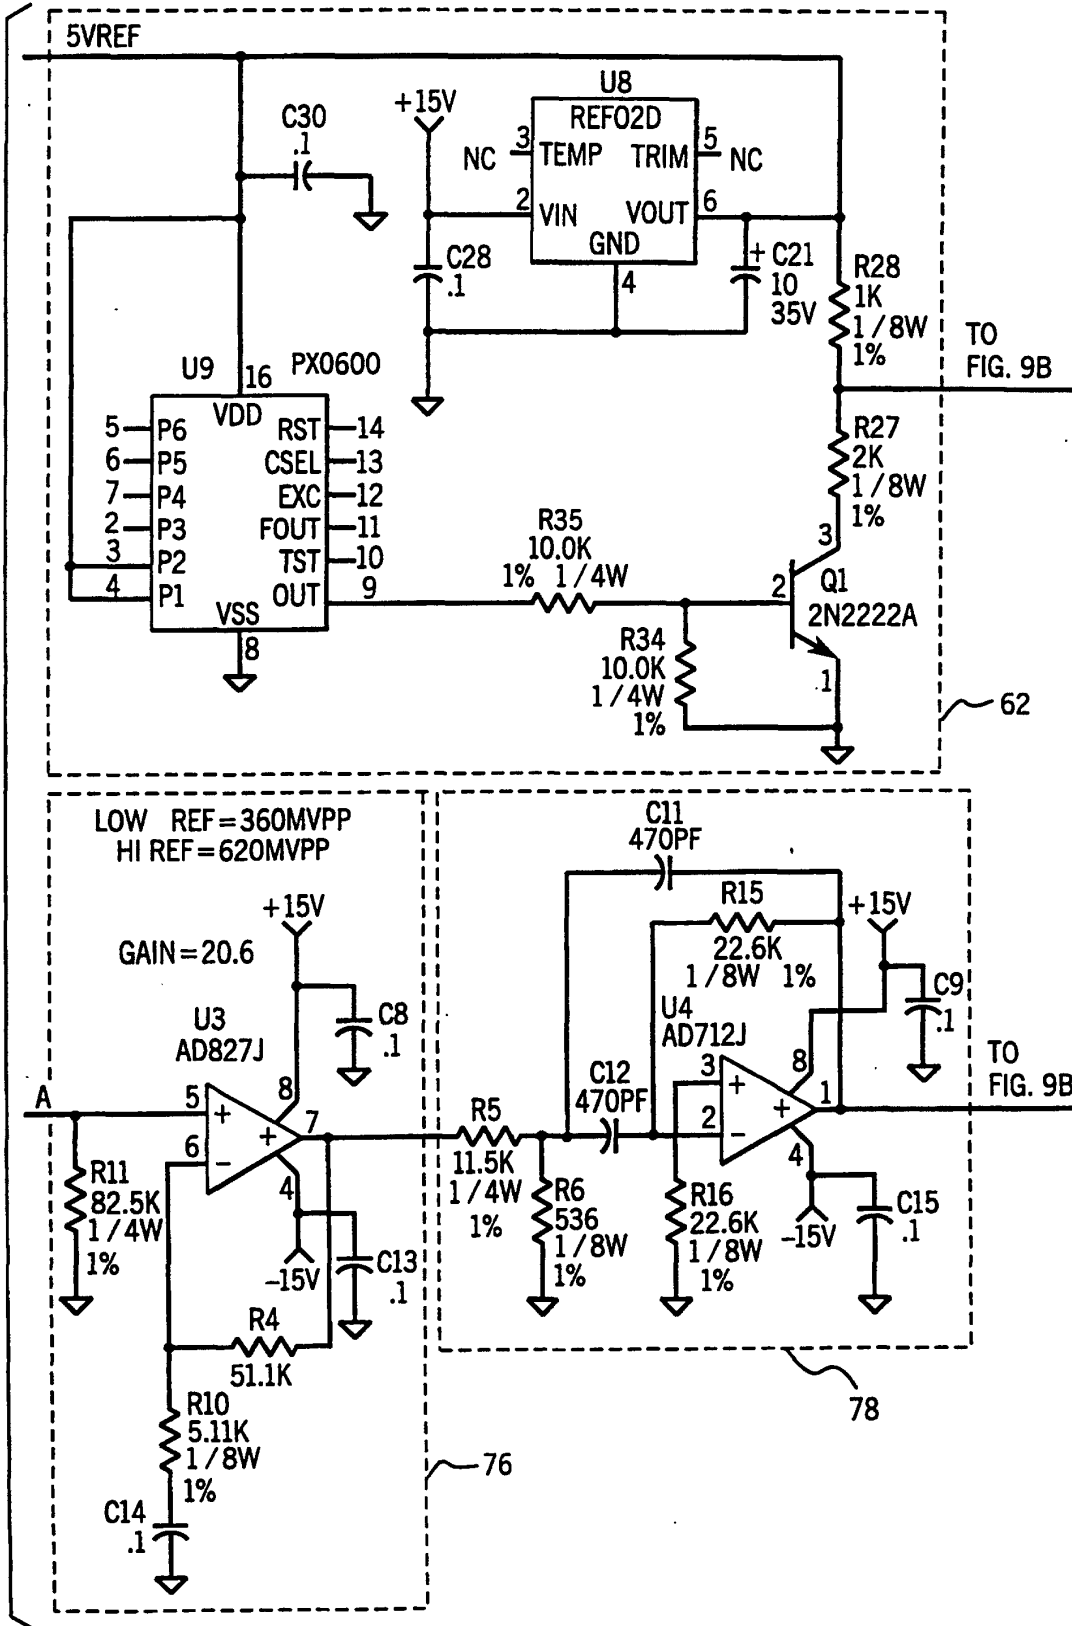 5VREF
U8
REF02D
+15V
C30
.1
3
TEMP
TRIM
5
NC
NC
2
VIN
VOUT
6
GND
4
C28
.1
+
C21
10
35V
R28
1K
1/8W
1%
TO
FIG. 9B
U9
16
PX0600
VDD
5
P6
RST
14
6
P5
CSEL
13
7
P4
EXC
12
2
P3
FOUT
11
3
P2
TST
10
4
P1
OUT
9
VSS
8
R27
2K
1/8W
1%
R35
10.0K
1% 1/4W
3
2
Q1
2N2222A
1
R34
10.0K
1/4W
1%
62
LOW REF=360MVPP
HI REF=620MVPP
+15V
GAIN=20.6
U3
AD827J
C8
.1
A
5
+
8
+
7
6
-
4
R11
82.5K
1/4W
1%
-15V
C13
.1
R4
51.1K
R10
5.11K
1/8W
1%
C14
.1
76
C11
470PF
R15
22.6K
1/8W 1%
+15V
U4
AD712J
C9
.1
C12
470PF
3
+
8
+
1
2
-
4
TO
FIG. 9B
R5
11.5K
1/4W
1%
R6
536
1/8W
1%
R16
22.6K
1/8W
1%
-15V
C15
.1
78